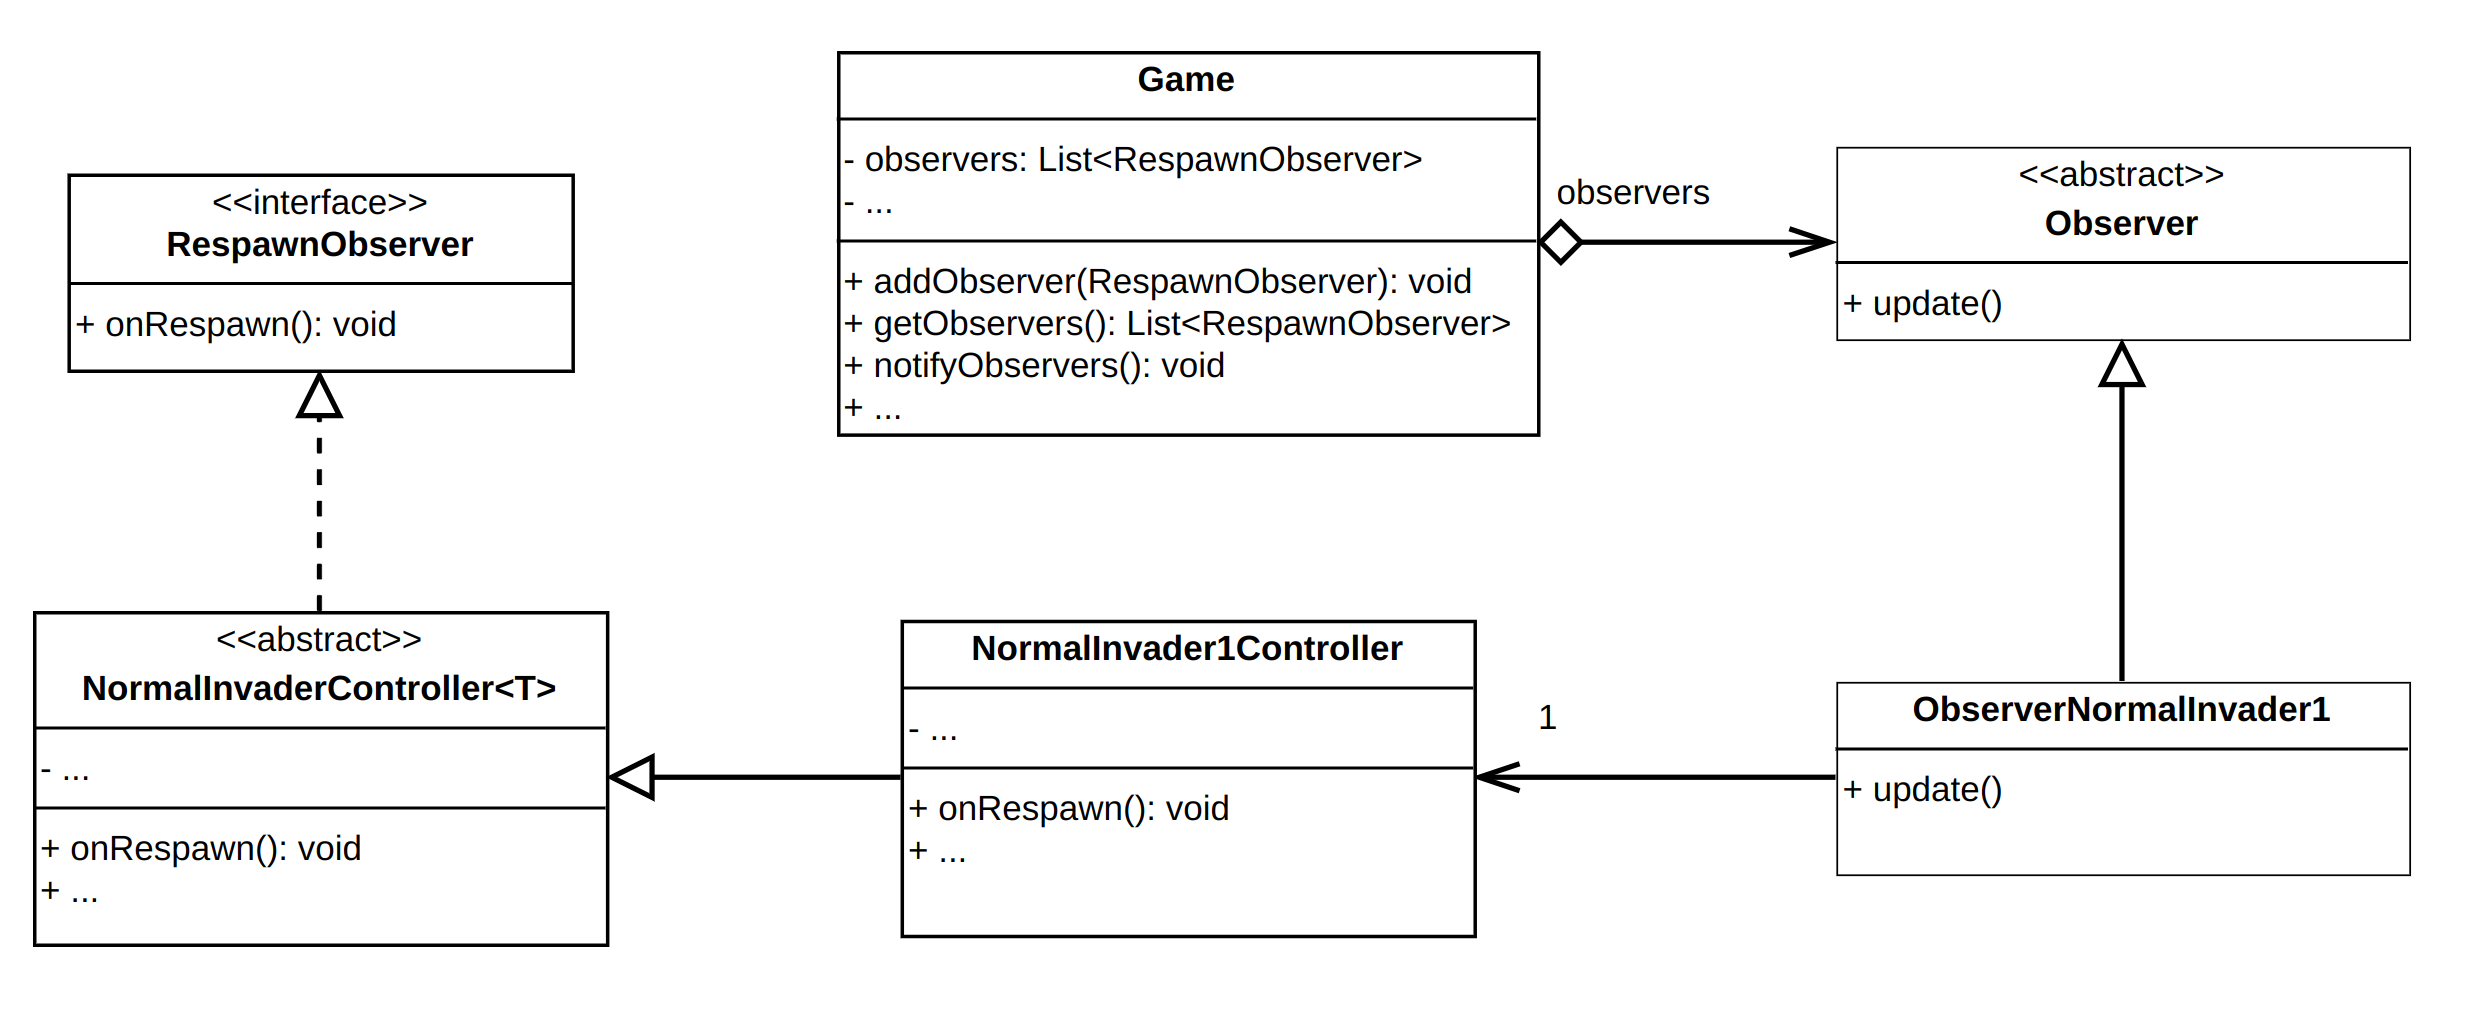 <<interface>>
RespawnObserver
+ onRespawn(): void
Game
- observers: List<RespawnObserver>
- ...
+ addObserver(RespawnObserver): void
+ getObservers(): List<RespawnObserver>
+ notifyObservers(): void
+ ...
observers
<<abstract>>
Observer
+ update()
<<abstract>>
NormalInvaderController<T>
- ...
+ onRespawn(): void
+ ...
NormalInvader1Controller
- ...
+ onRespawn(): void
+ ...
1
ObserverNormalInvader1
+ update()